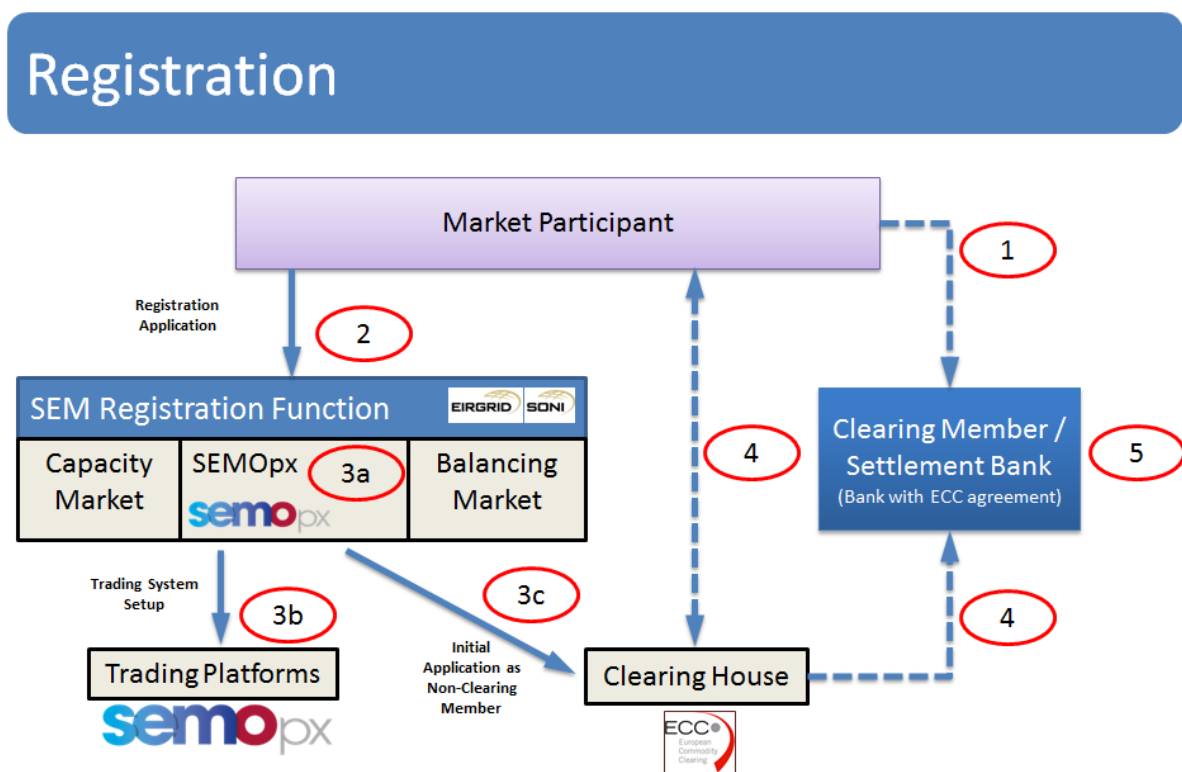 Registration
Market Participant
1
Registration
Application
2
SEM Registration Function
EIRGRID
SONI
Capacity
Market
SEMOpx
3a
semopx
Balancing
Market
4
Clearing Member /
Settlement Bank
(Bank with ECC agreement)
5
Trading System
Setup
3b
3c
Initial
Application as
Non-Clearing
Member
4
Trading Platforms
semopx
Clearing House
ECC
European
Commodity
Clearing